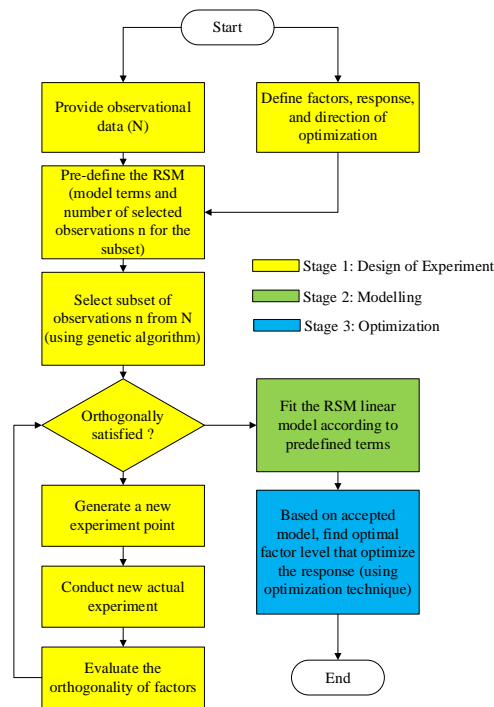 Start
Provide observational
data (N)
Define factors, response,
and direction of
optimization
Pre-define the RSM
(model terms and
number of selected
observations n for the
subset)
Select subset of
observations n from N
(using genetic algorithm)
Stage 1: Design of Experiment
Stage 2: Modelling
Stage 3: Optimization
Orthogonally
satisfied ?
Fit the RSM linear
model according to
predefined terms
Generate a new
experiment point
Based on accepted
model, find optimal
factor level that optimize
the response (using
optimization technique)
Conduct new actual
experiment
Evaluate the
orthogonality of factors
End